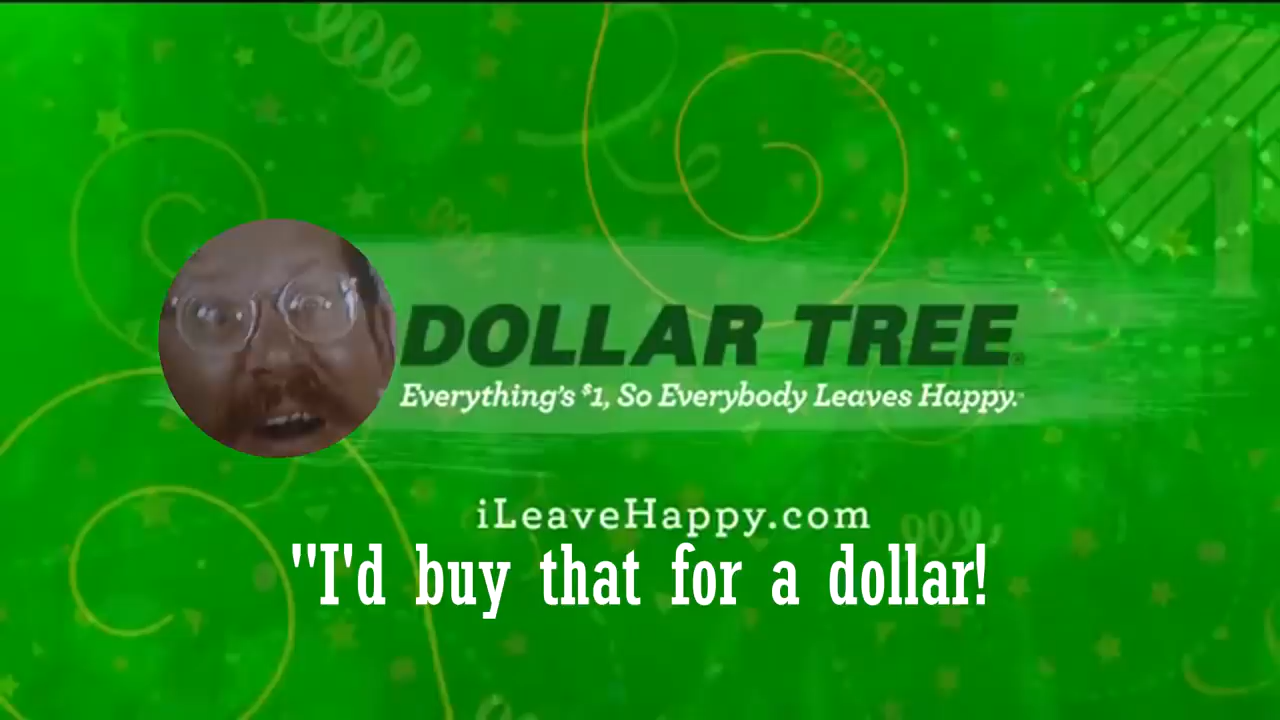 DOLLAR TREE®
Everything's $1, So Everybody Leaves Happy.
iLeaveHappy.com
"I'd buy that for a dollar!